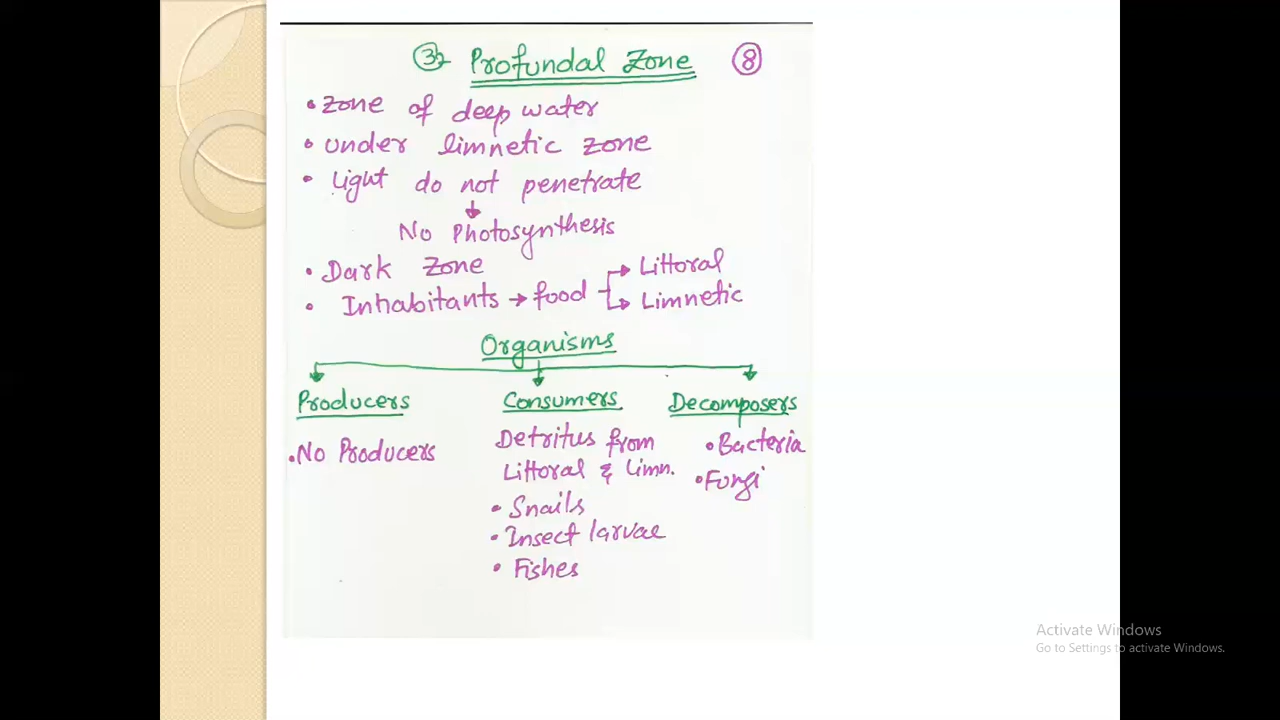 3 Profundal Zone 8
• Zone of deep water
• under limnetic zone
• Light do not penetrate
↓
No Photosynthesis
• Dark Zone
• Inhabitants → food → Littoral
→ Limnetic
Organisms
Producers Consumers Decomposers
• No Producers
Detritus from
Littoral & Limn.
• Snails
• Insect larvae
• Fishes
• Bacteria
• Fungi
Activate Windows
Go to Settings to activate Windows.